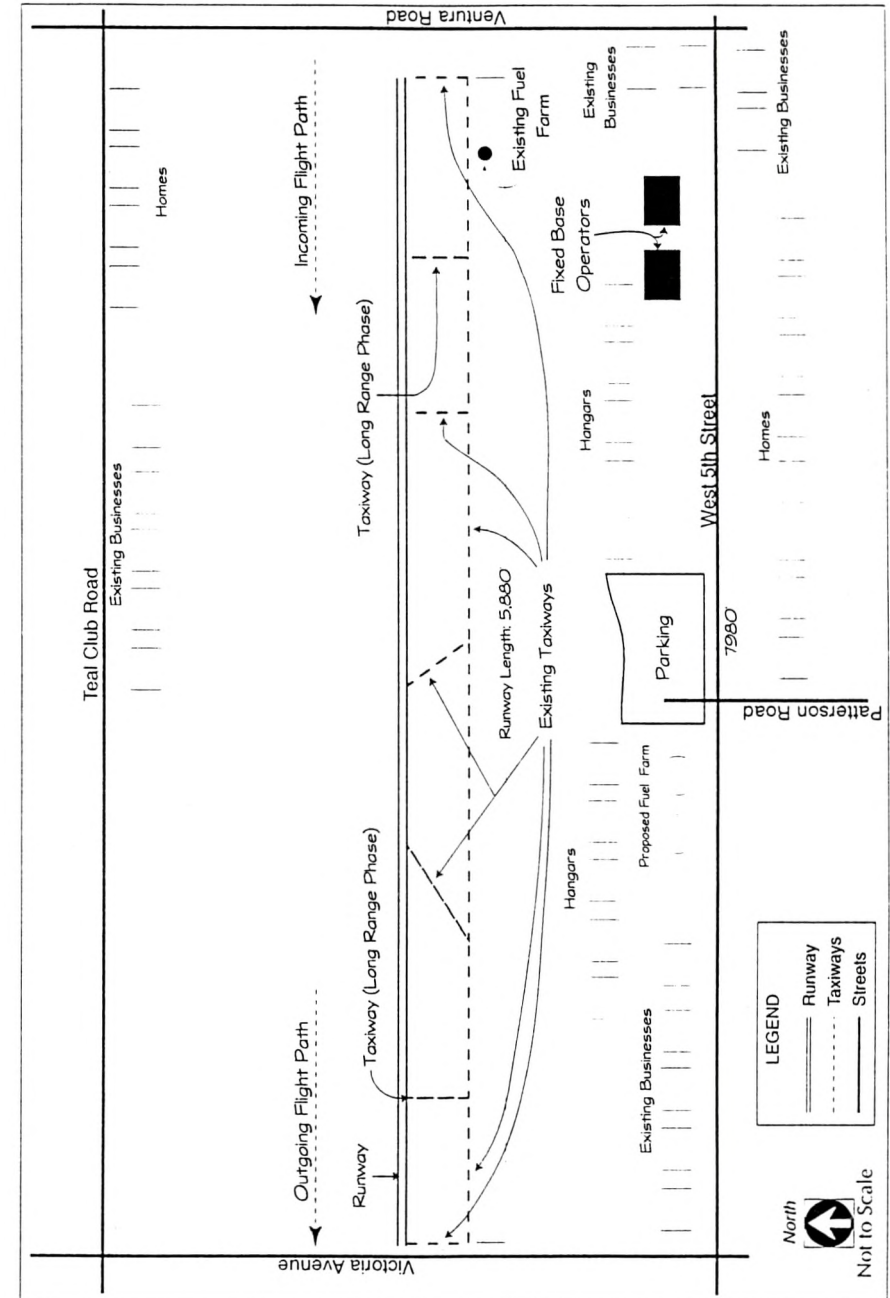 Ventura Road
Teal Club Road
Homes
Existing Businesses
Incoming Flight Path
Outgoing Flight Path
Taxiway (Long Range Phase)
Taxiway (Long Range Phase)
Runway
Victoria Avenue
Existing Fuel
Farm
Runway Length: 5,880'
Existing Taxiways
Existing
Businesses
Fixed Base
Operators
Hangars
Hangars
Parking
Proposed Fuel Farm
Existing Businesses
West 5th Street
7980'
Patterson Road
Existing Businesses
Homes
LEGEND
Runway
Taxiways
Streets
North
Not to Scale